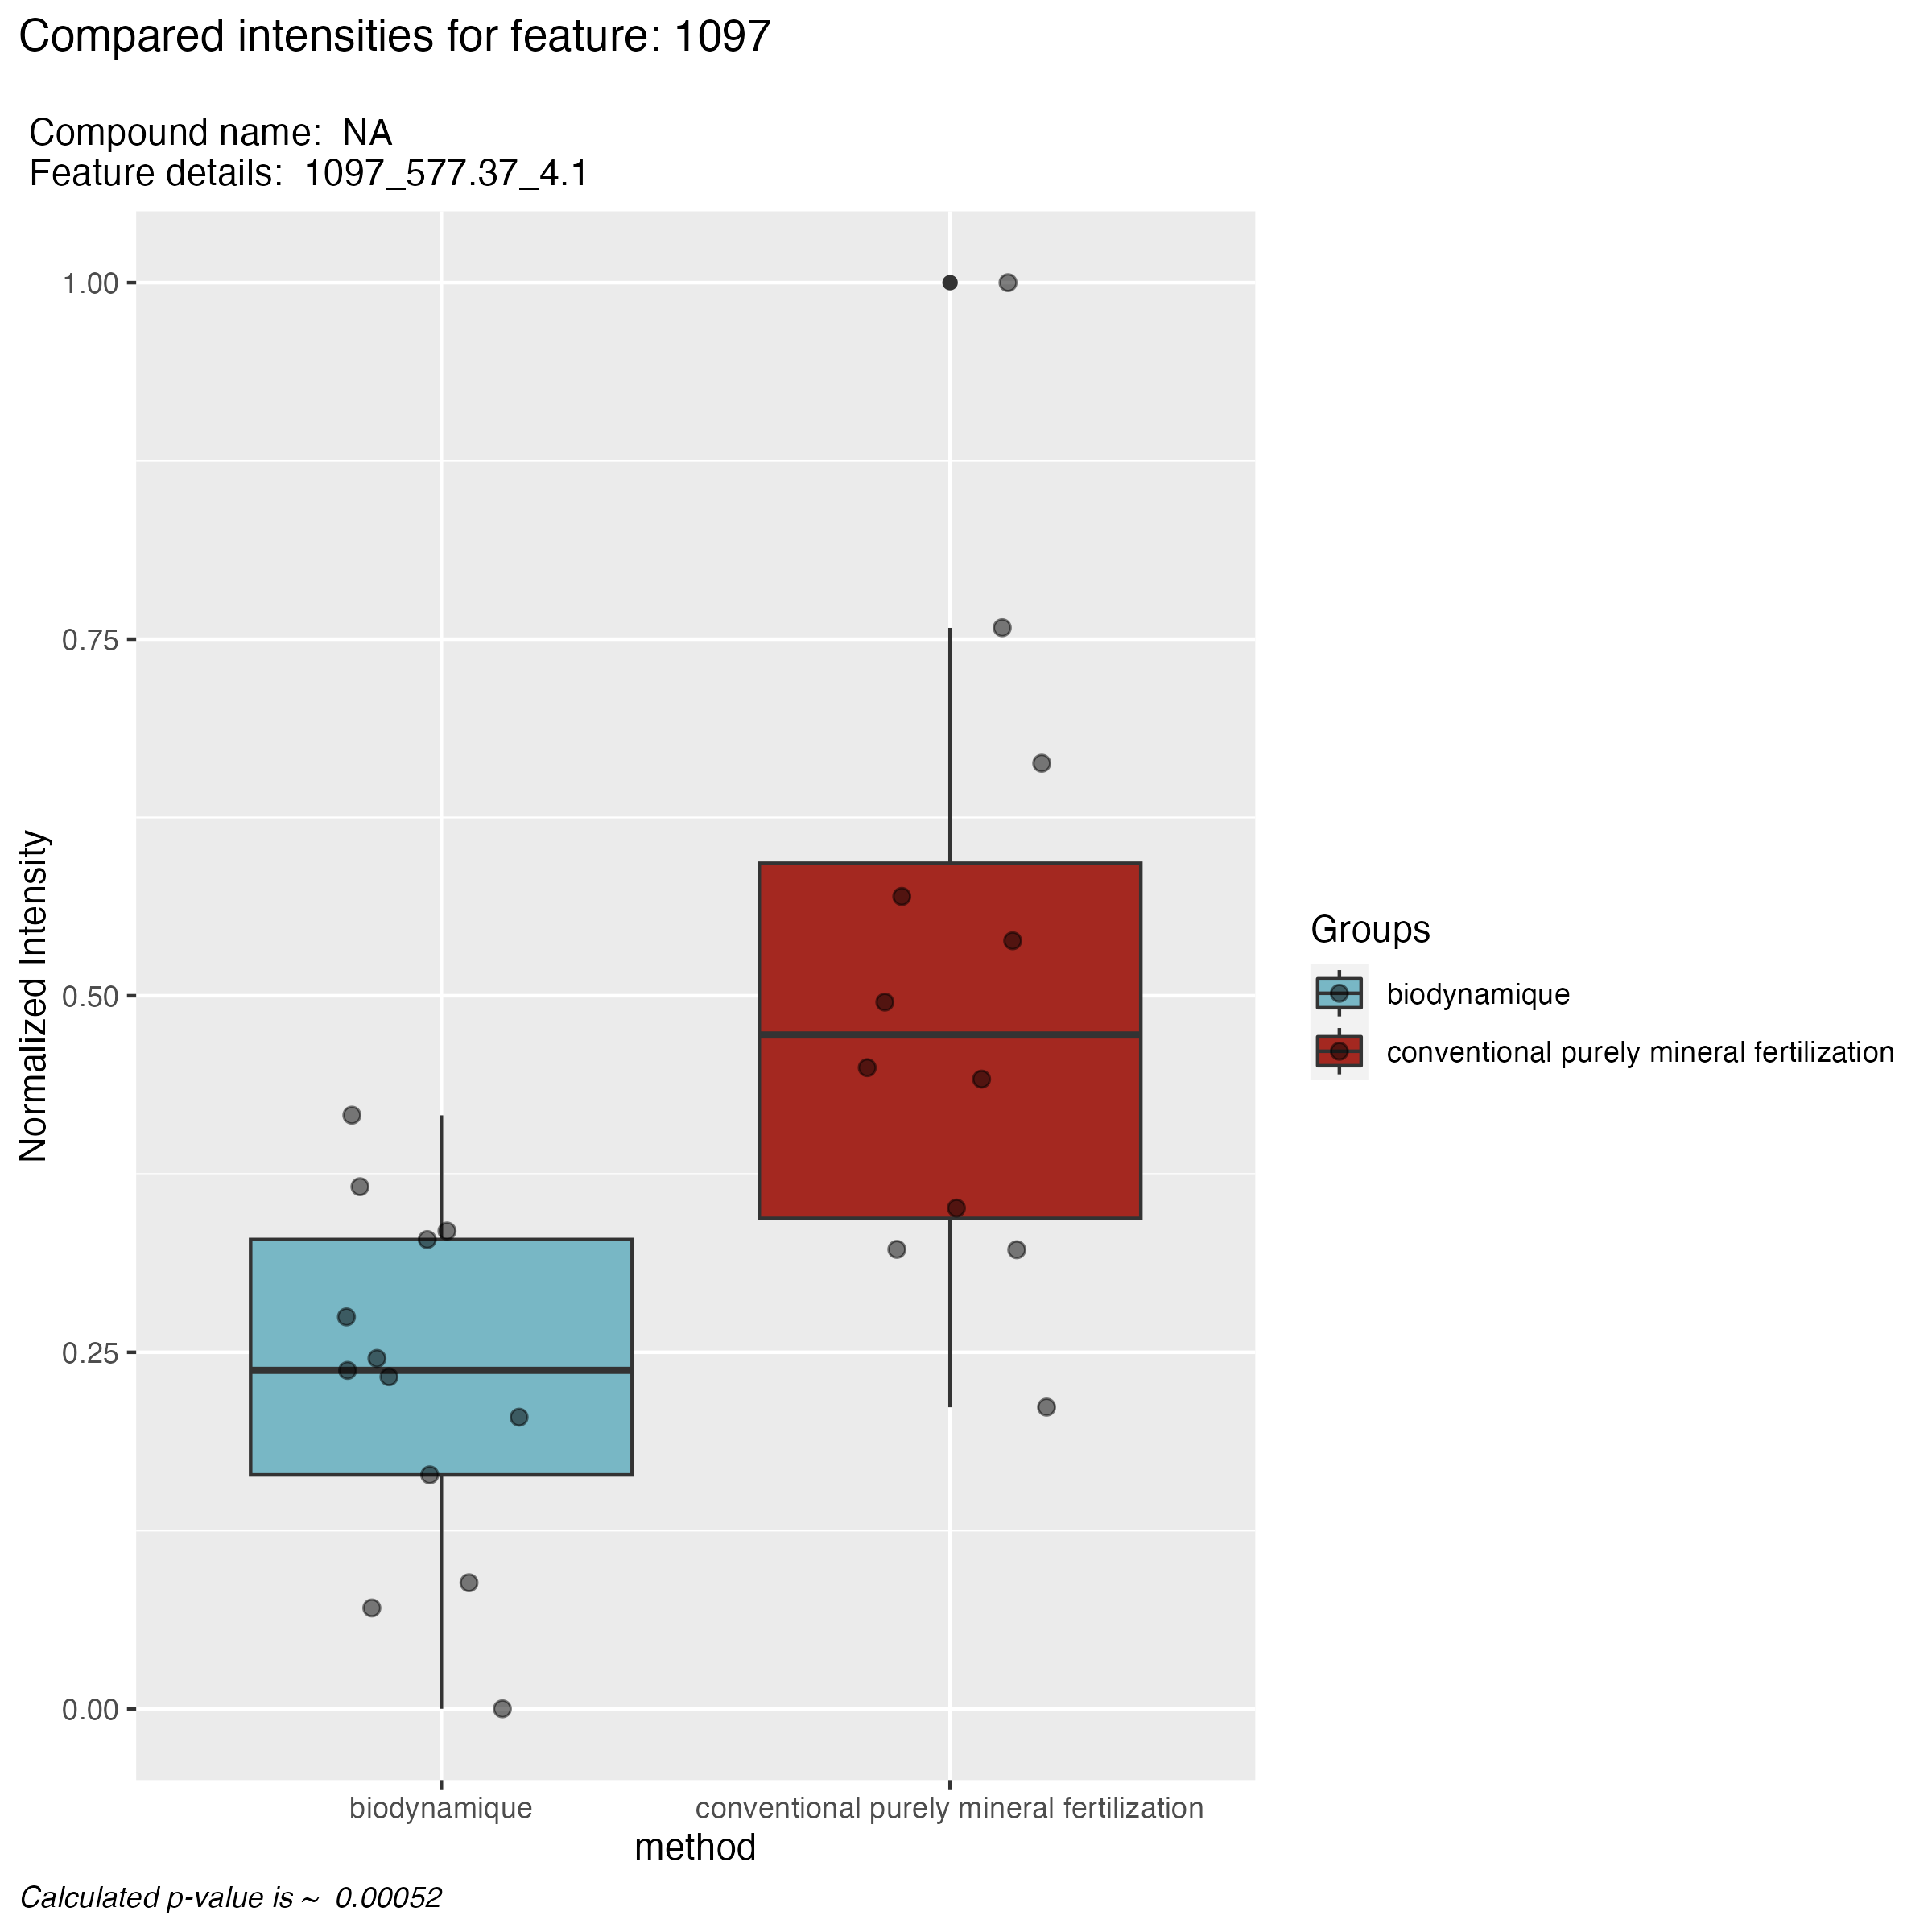 Compared intensities for feature: 1097
Compound name:  NA
Feature details:  1097_577.37_4.1
1.00
0.75
0.50
0.25
0.00
Normalized Intensity
biodynamique
conventional purely mineral fertilization
method
Groups
biodynamique
conventional purely mineral fertilization
Calculated p-value is ~  0.00052